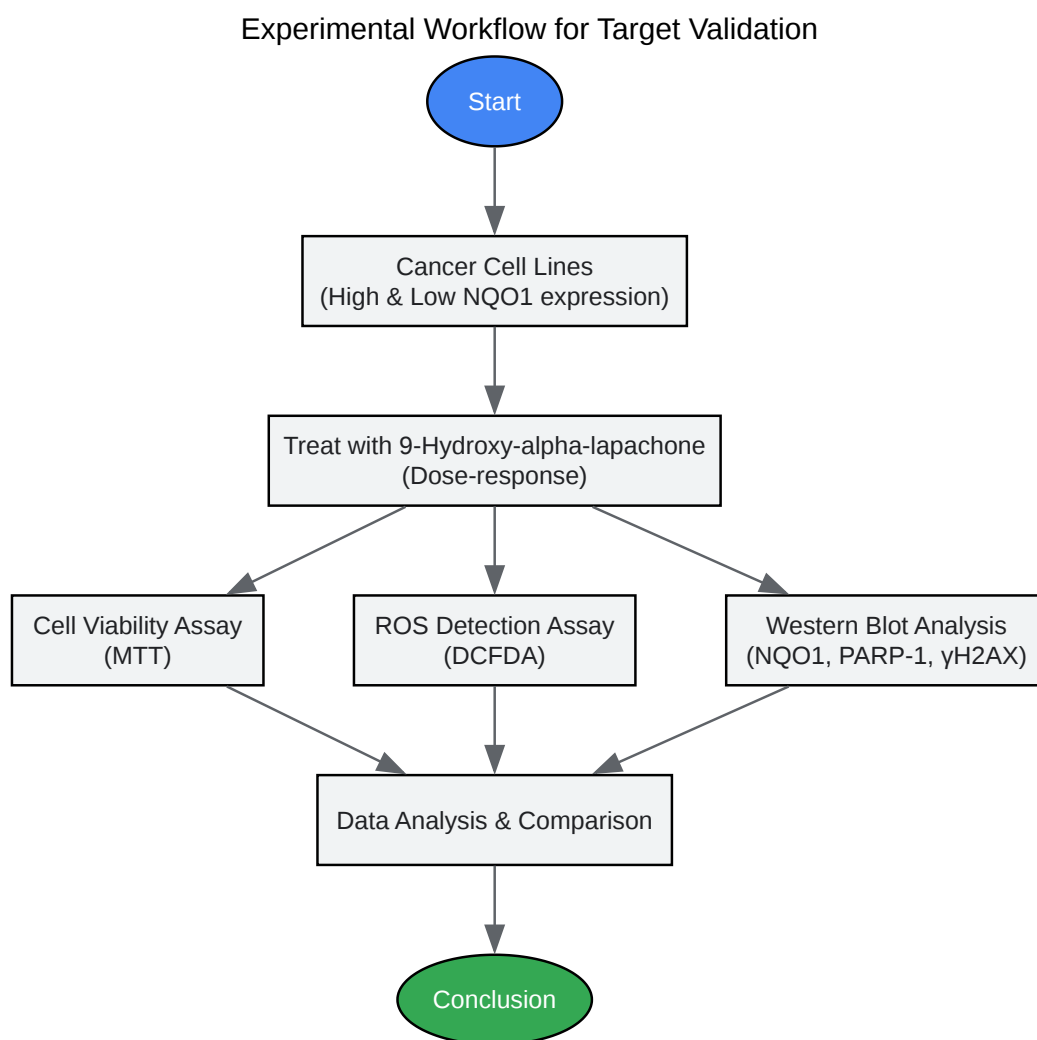 Experimental Workflow for Target Validation
Start
Cancer Cell Lines
(High & Low NQO1 expression)
Treat with 9-Hydroxy-alpha-lapachone
(Dose-response)
Cell Viability Assay
(MTT)
ROS Detection Assay
(DCFDA)
Western Blot Analysis
(NQO1, PARP-1, γH2AX)
Data Analysis & Comparison
Conclusion